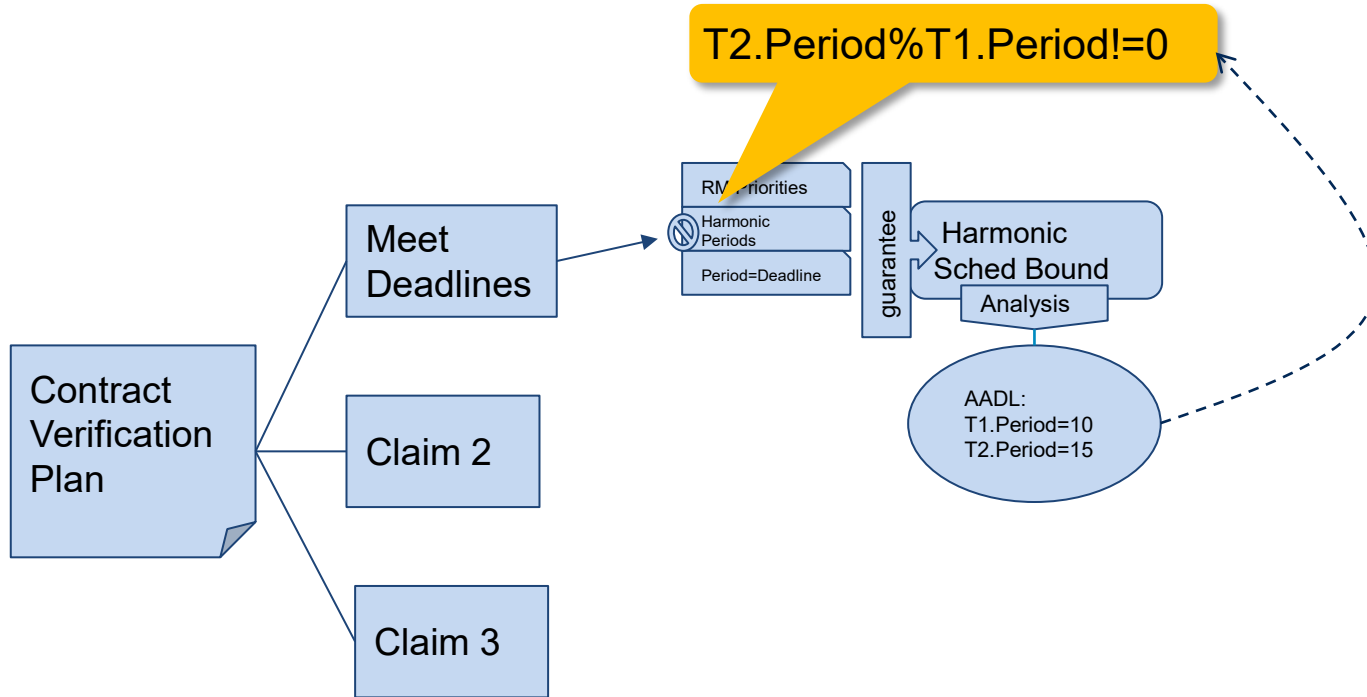 T2.Period%T1.Period!=0
RM Priorities
Harmonic
Periods
Period=Deadline
guarantee
Harmonic
Sched Bound
Analysis
AADL:
T1.Period=10
T2.Period=15
Meet
Deadlines
Contract
Verification
Plan
Claim 2
Claim 3